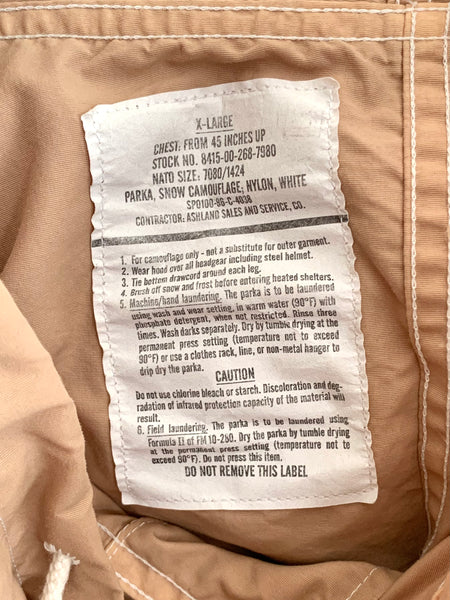 X-LARGE
CHEST: FROM 45 INCHES UP
STOCK NO. 8415-00-268-7980
NATO SIZE: 7080/1424
PARKA, SNOW CAMOUFLAGE; NYLON, WHITE
SPO100-96-C-4038
CONTRACTOR: ASHLAND SALES AND SERVICE, CO.
1. For camouflage only - not a substitute for outer garment.
2. Wear hood over all headgear including steel helmet.
3. Tie bottom drawcord around each leg.
4. Brush off snow and frost before entering heated shelters.
5. Machine/hand laundering. The parka is to be laundered
using wash and wear setting, in warm water (90°F) with
phosphate detergent, when not restricted. Rinse three
times. Wash darks separately. Dry by tumble drying at the
permanent press setting (temperature not to exceed
90°F) or use a clothes rack, line, or non-metal hanger to
drip dry the parka.
CAUTION
Do not use chlorine bleach or starch. Discoloration and deg-
radation of infrared protection capacity of the material will
result.
6. Field laundering. The parka is to be laundered using
Formula II of FM 10-280. Dry the parka by tumble drying
at the permanent press setting (temperature not to
exceed 90°F). Do not press this item.
DO NOT REMOVE THIS LABEL